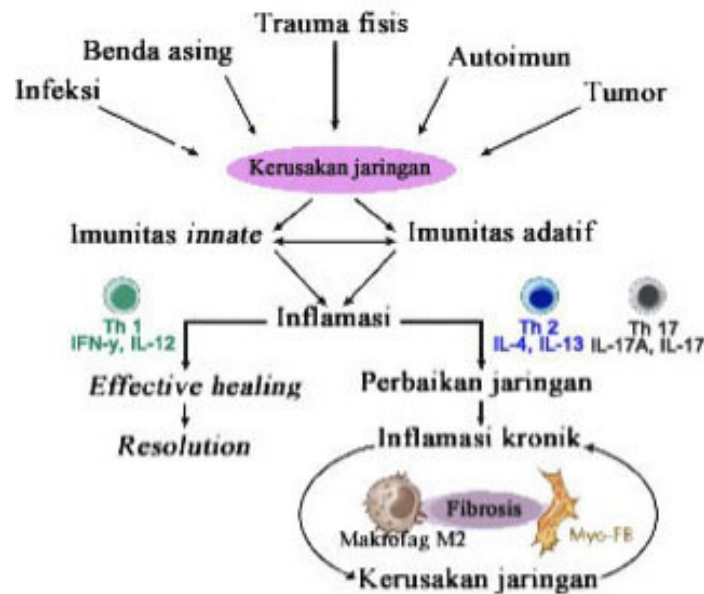 Trauma fisis
Benda asing
Autoimun
Infeksi
Tumor
Kerusakan jaringan
Imunitas innate
Imunitas adatif
Th 1
IFN-y, IL-12
Inflamasi
Th 2
IL-4, IL-13
Th 17
IL-17A, IL-17
Effective healing
Perbaikan jaringan
Resolution
Inflamasi kronik
Fibrosis
Makrofag M2
Myo-FB
Kerusakan jaringan